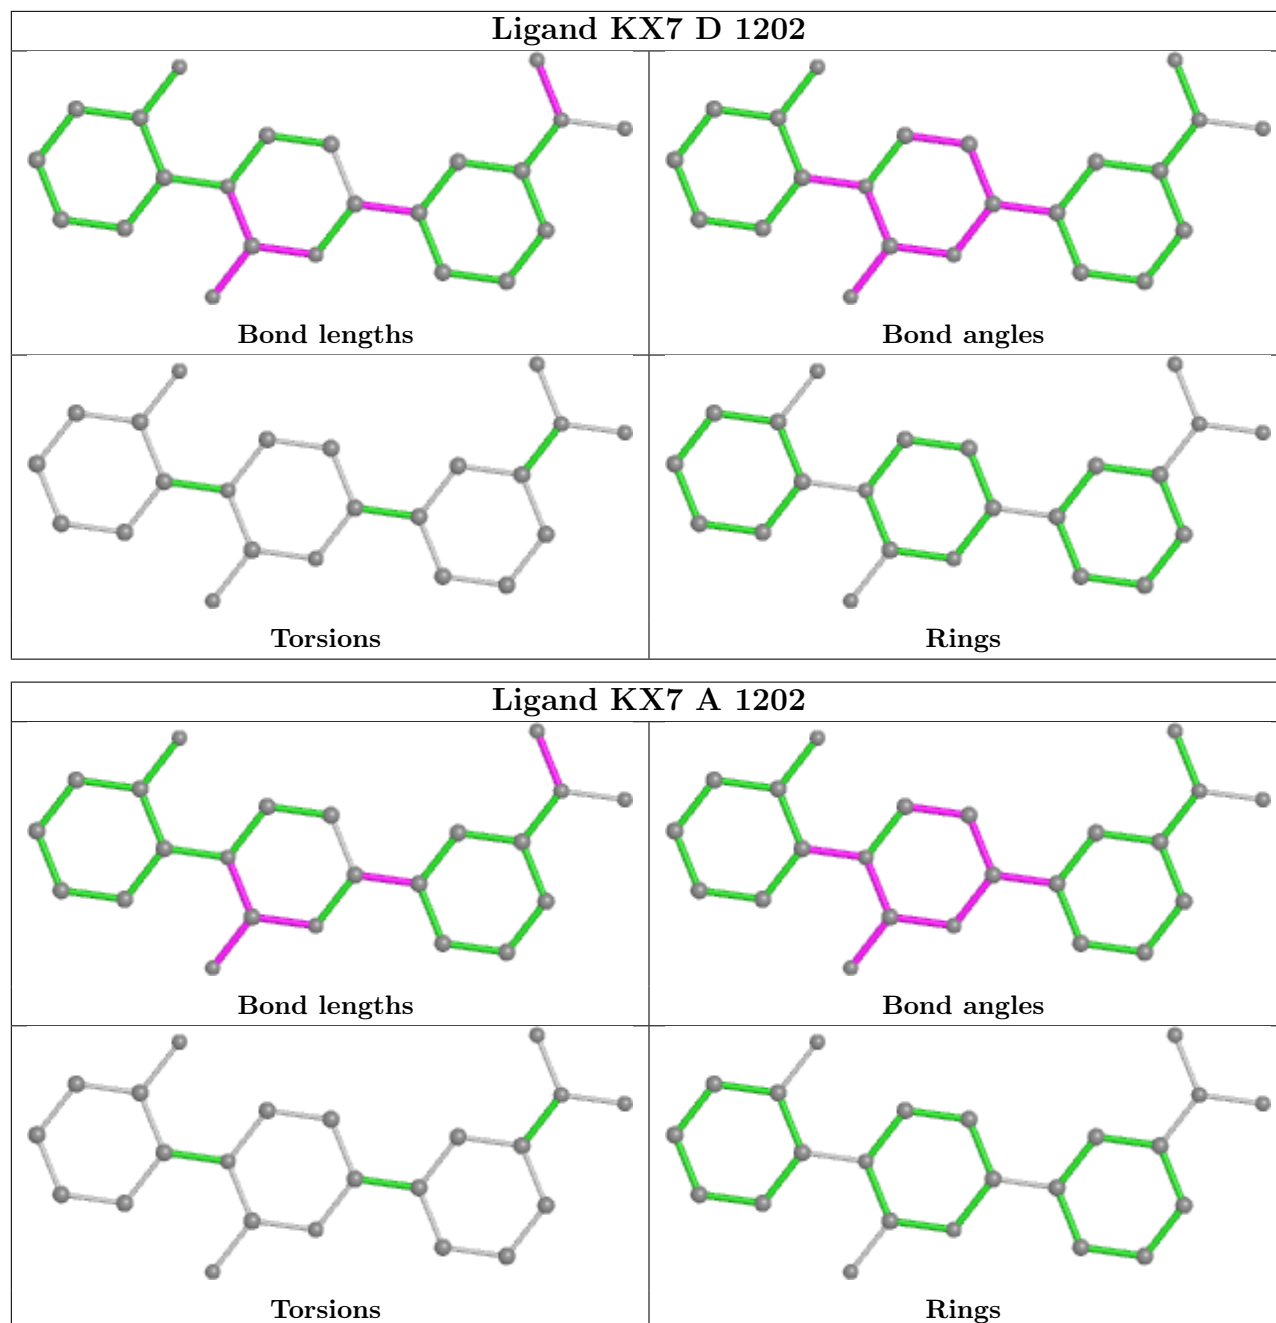 Ligand KX7 D 1202
Bond lengths
Bond angles
Torsions
Rings
Ligand KX7 A 1202
Bond lengths
Bond angles
Torsions
Rings